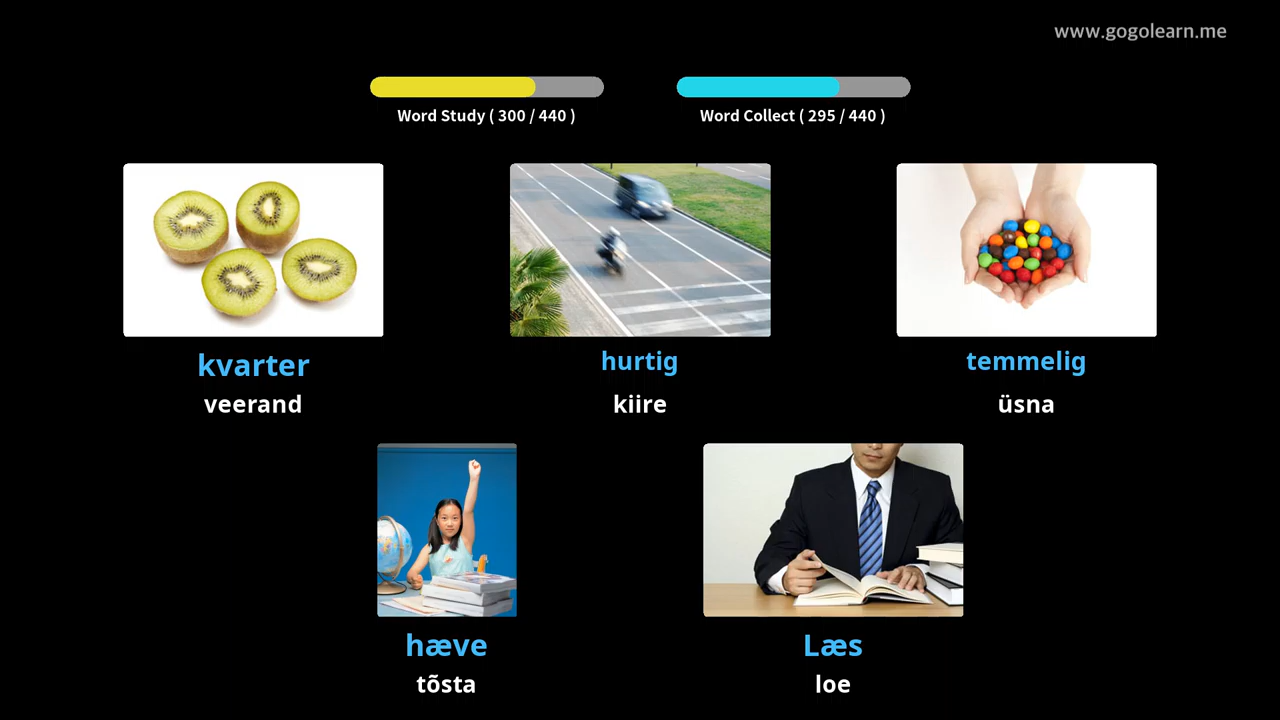 www.gogolearn.me
Word Study ( 300 / 440 )
Word Collect ( 295 / 440 )
kvarter
veerand
hurtig
kiire
temmelig
üsna
hæve
tõsta
Læs
loe